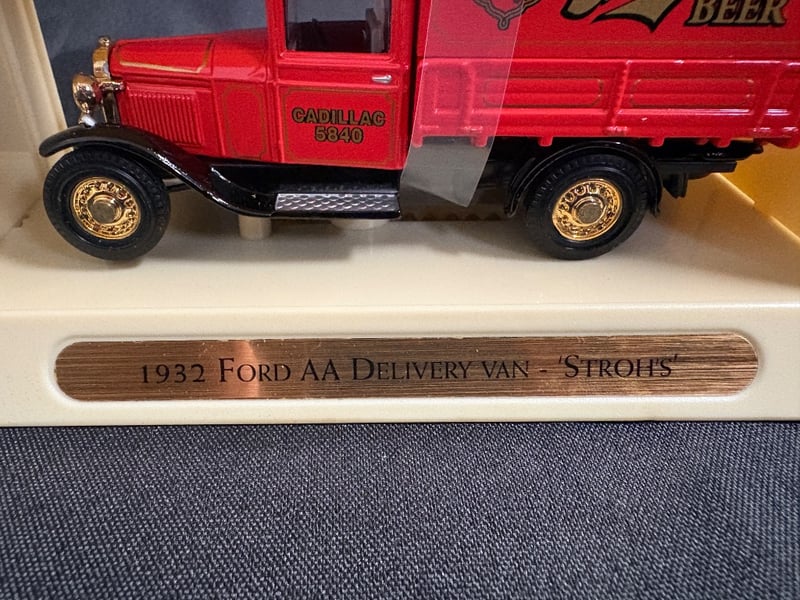 BEER
CADILLAC
5840
1932 FORD AA DELIVERY VAN - 'STROH'S'